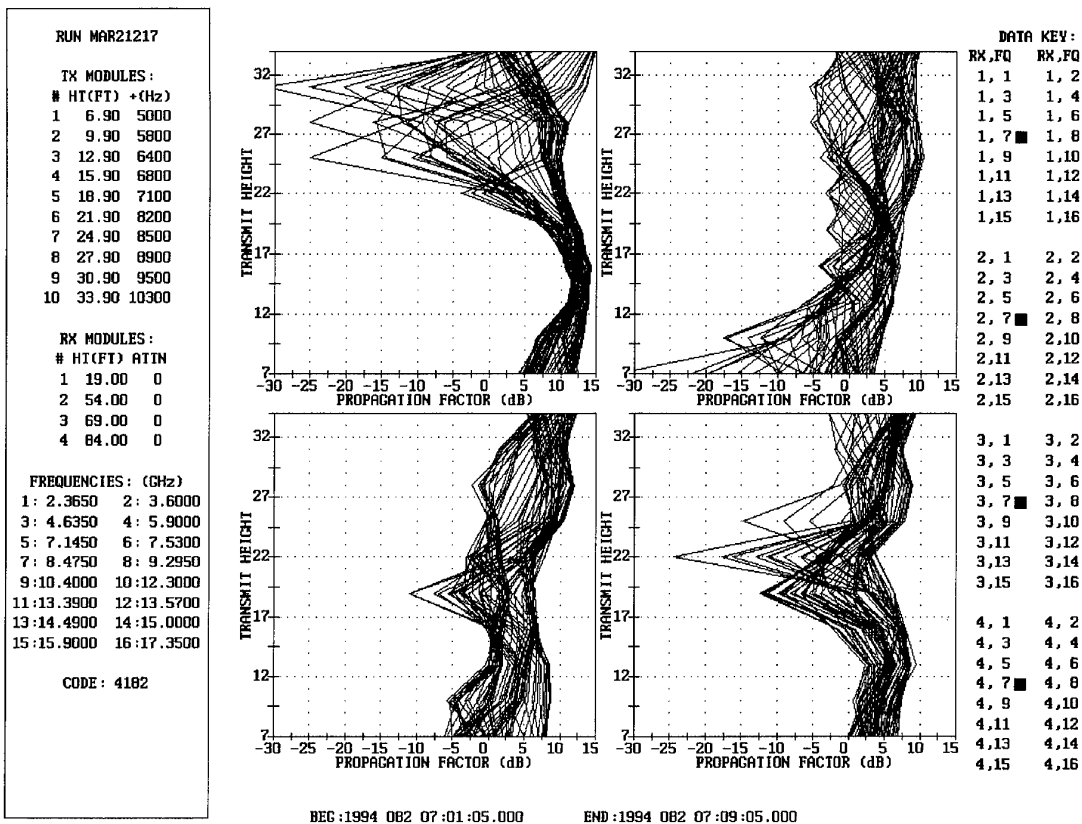 RUN MAR21217
TX MODULES:
# HT(FT) +(Hz)
1 6.90 5000
2 9.90 5800
3 12.90 6400
4 15.90 6800
5 18.90 7100
6 21.90 8200
7 24.90 8500
8 27.90 8900
9 30.90 9500
10 33.90 10300
RX MODULES:
# HT(FT) ATTN
1 19.00 0
2 54.00 0
3 69.00 0
4 84.00 0
FREQUENCIES: (GHz)
1: 2.3650 2: 3.6000
3: 4.6350 4: 5.9000
5: 7.1450 6: 7.5300
7: 8.4750 8: 9.2950
9:10.4000 10:12.3000
11:13.3900 12:13.5700
13:14.4900 14:15.0000
15:15.9000 16:17.3500
CODE: 4182
TRANSMIT HEIGHT
32
27
22
17
12
7
-30 -25 -20 -15 -10 -5 0 5 10 15
PROPAGATION FACTOR (dB)
TRANSMIT HEIGHT
32
27
22
17
12
7
-30 -25 -20 -15 -10 -5 0 5 10 15
PROPAGATION FACTOR (dB)
TRANSMIT HEIGHT
32
27
22
17
12
7
-30 -25 -20 -15 -10 -5 0 5 10 15
PROPAGATION FACTOR (dB)
TRANSMIT HEIGHT
32
27
22
17
12
7
-30 -25 -20 -15 -10 -5 0 5 10 15
PROPAGATION FACTOR (dB)
DATA KEY:
RX,FQ RX,FQ
1, 1 1, 2
1, 3 1, 4
1, 5 1, 6
1, 7 1, 8
1, 9 1,10
1,11 1,12
1,13 1,14
1,15 1,16
2, 1 2, 2
2, 3 2, 4
2, 5 2, 6
2, 7 2, 8
2, 9 2,10
2,11 2,12
2,13 2,14
2,15 2,16
3, 1 3, 2
3, 3 3, 4
3, 5 3, 6
3, 7 3, 8
3, 9 3,10
3,11 3,12
3,13 3,14
3,15 3,16
4, 1 4, 2
4, 3 4, 4
4, 5 4, 6
4, 7 4, 8
4, 9 4,10
4,11 4,12
4,13 4,14
4,15 4,16
BEG:1994 082 07:01:05.000 END:1994 082 07:09:05.000